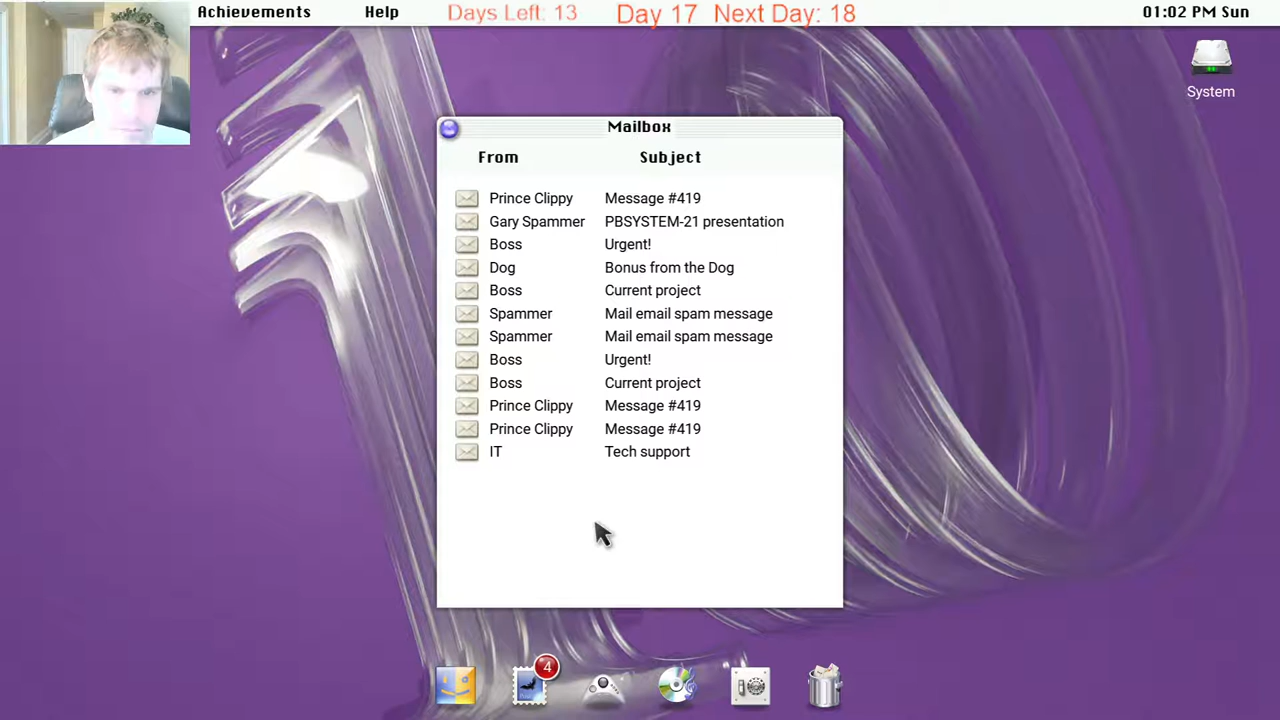 Achievements Help Days Left: 13 Day 17 Next Day: 18 01:02 PM Sun
System
Mailbox
From Subject
Prince Clippy Message #419
Gary Spammer PBSYSTEM-21 presentation
Boss Urgent!
Dog Bonus from the Dog
Boss Current project
Spammer Mail email spam message
Spammer Mail email spam message
Boss Urgent!
Boss Current project
Prince Clippy Message #419
Prince Clippy Message #419
IT Tech support
4